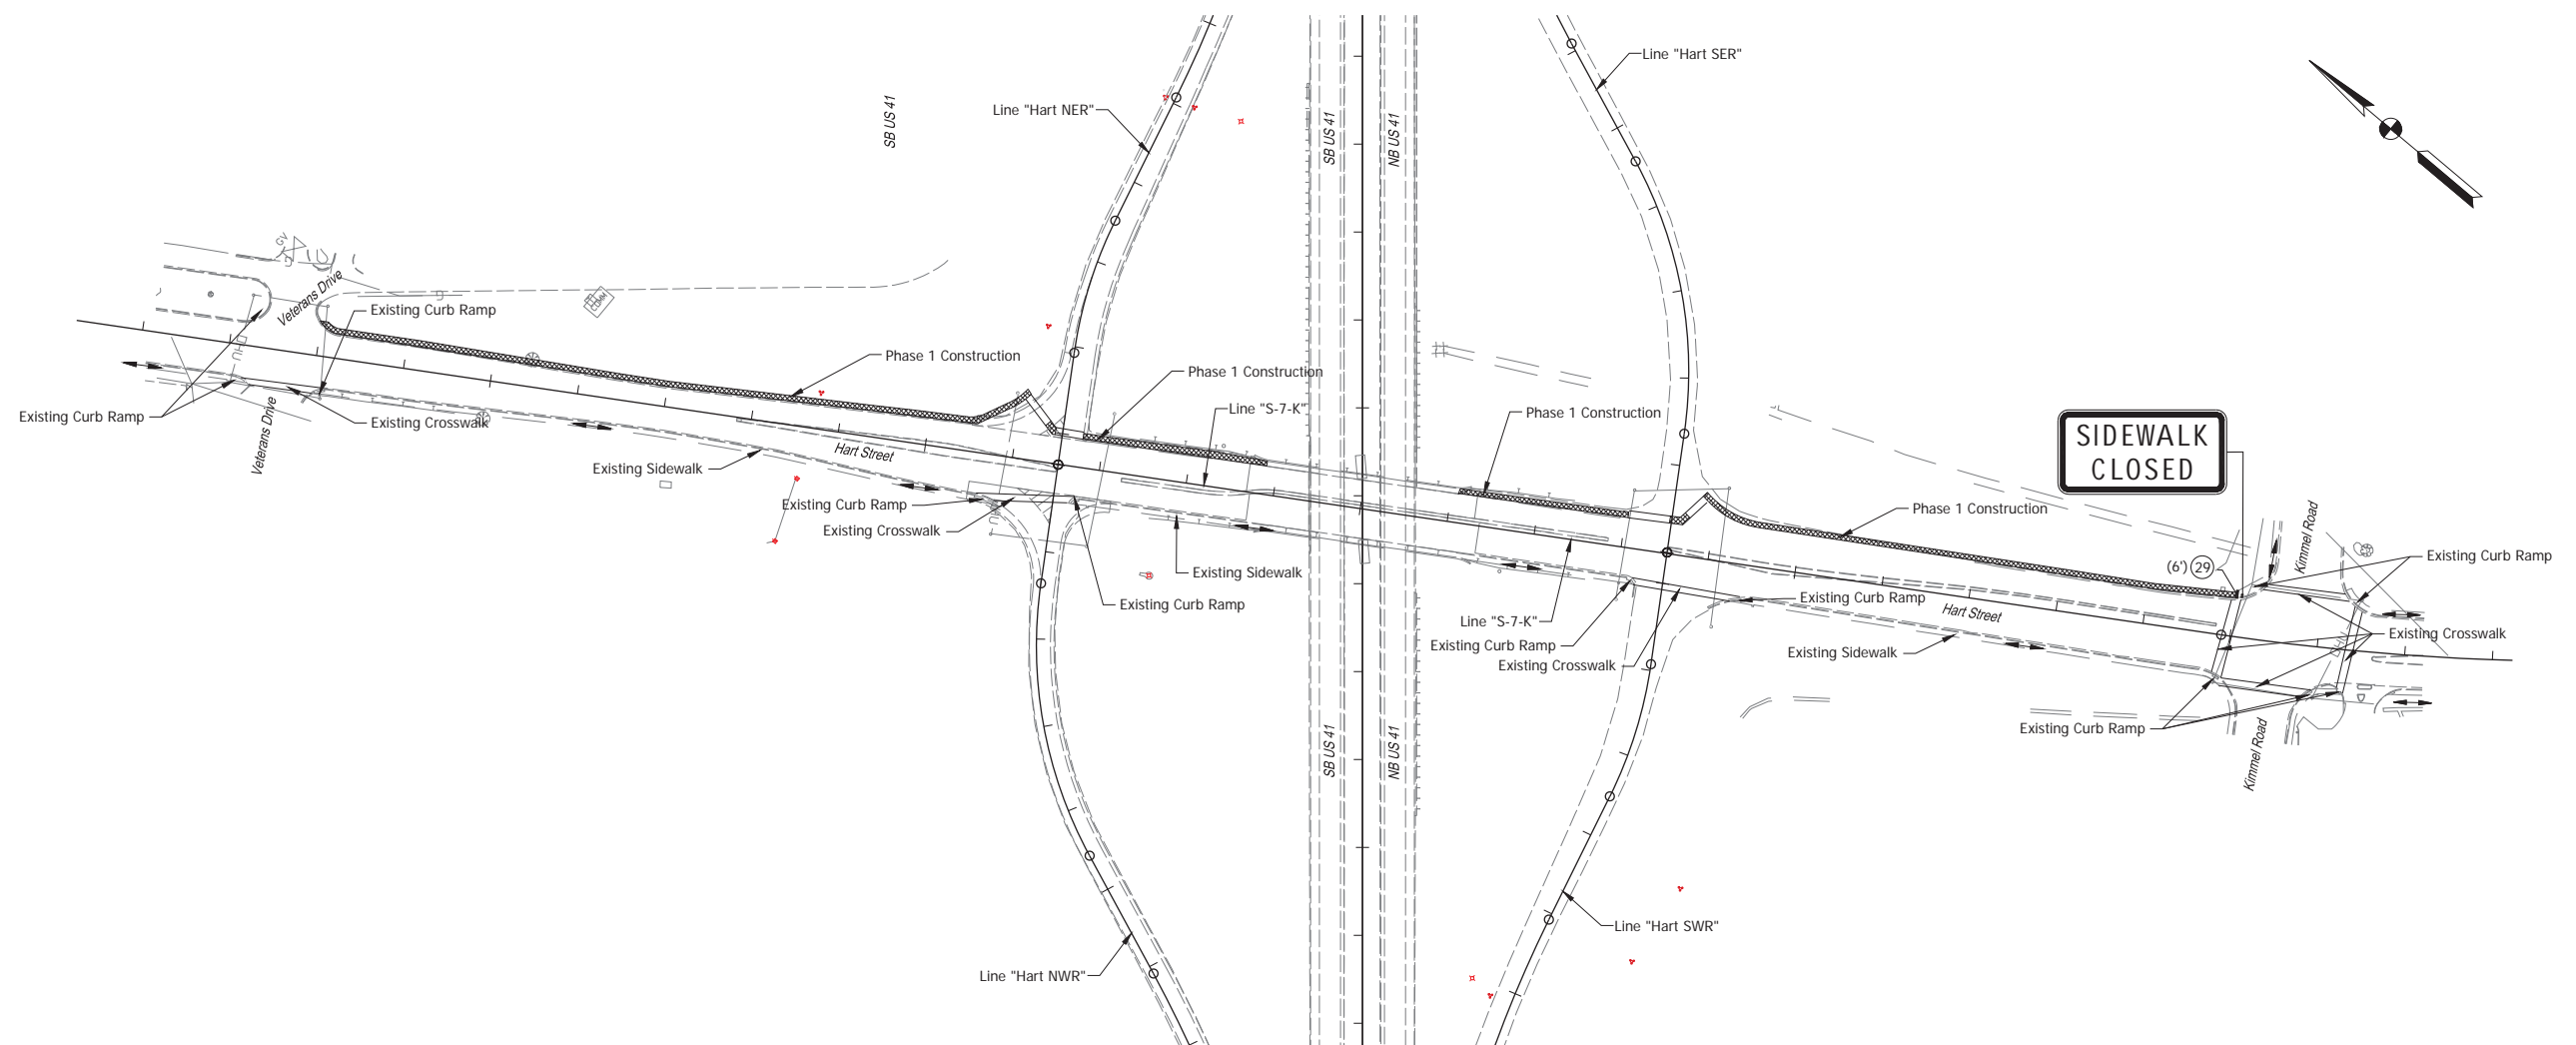 Line "Hart SER"
Line "Hart NER"
SB US 41
SB US 41
NB US 41
GV
Veterans Drive
COMM
Existing Curb Ramp
Phase 1 Construction
Phase 1 Construction
Line "S-7-K"
Phase 1 Construction
SIDEWALK
CLOSED
Existing Curb Ramp
Existing Crosswalk
Veterans Drive
Hart Street
Existing Sidewalk
Existing Curb Ramp
Existing Crosswalk
Existing Sidewalk
Existing Curb Ramp
Phase 1 Construction
Kimmel Road
Existing Curb Ramp
(6') 29
Existing Curb Ramp
Hart Street
Line "S-7-K"
Existing Curb Ramp
Existing Crosswalk
Existing Sidewalk
Existing Crosswalk
Existing Curb Ramp
Kimmel Road
SB US 41
NB US 41
Line "Hart SWR"
Line "Hart NWR"